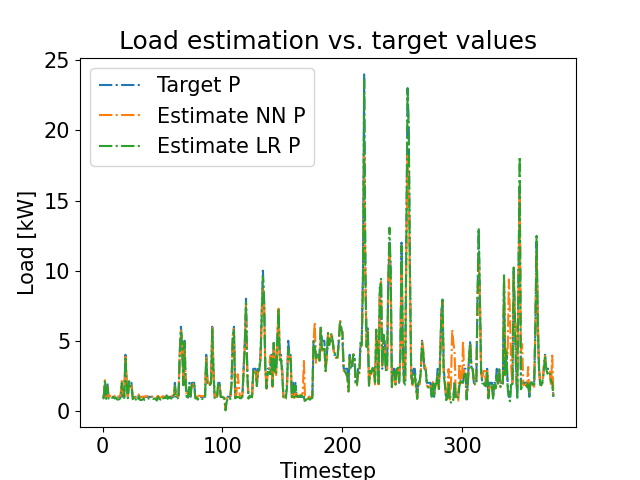 Load estimation vs. target values
25
20
15
10
5
0
Load [kW]
Target P
Estimate NN P
Estimate LR P
0 100 200 300
Timestep